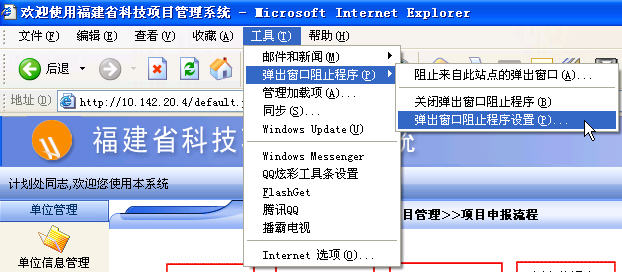 欢迎使用福建省科技项目管理系统 - Microsoft Internet Explorer
文件(F) 编辑(E) 查看(V) 收藏(A) 工具(T) 帮助(H)
后退
地址(D) http://10.142.20.4/default.
邮件和新闻(M)
弹出窗口阻止程序(P)
管理加载项(A)...
同步(S)...
Windows Update(U)
Windows Messenger
QQ炫彩工具条设置
FlashGet
腾讯QQ
播霸电视
Internet 选项(O)...
阻止来自此站点的弹出窗口(A)...
关闭弹出窗口阻止程序(B)
弹出窗口阻止程序设置(P)...
福建省科技项 统
计划处同志,欢迎您使用本系统
单位管理
目管理>>项目申报流程
单位信息管理